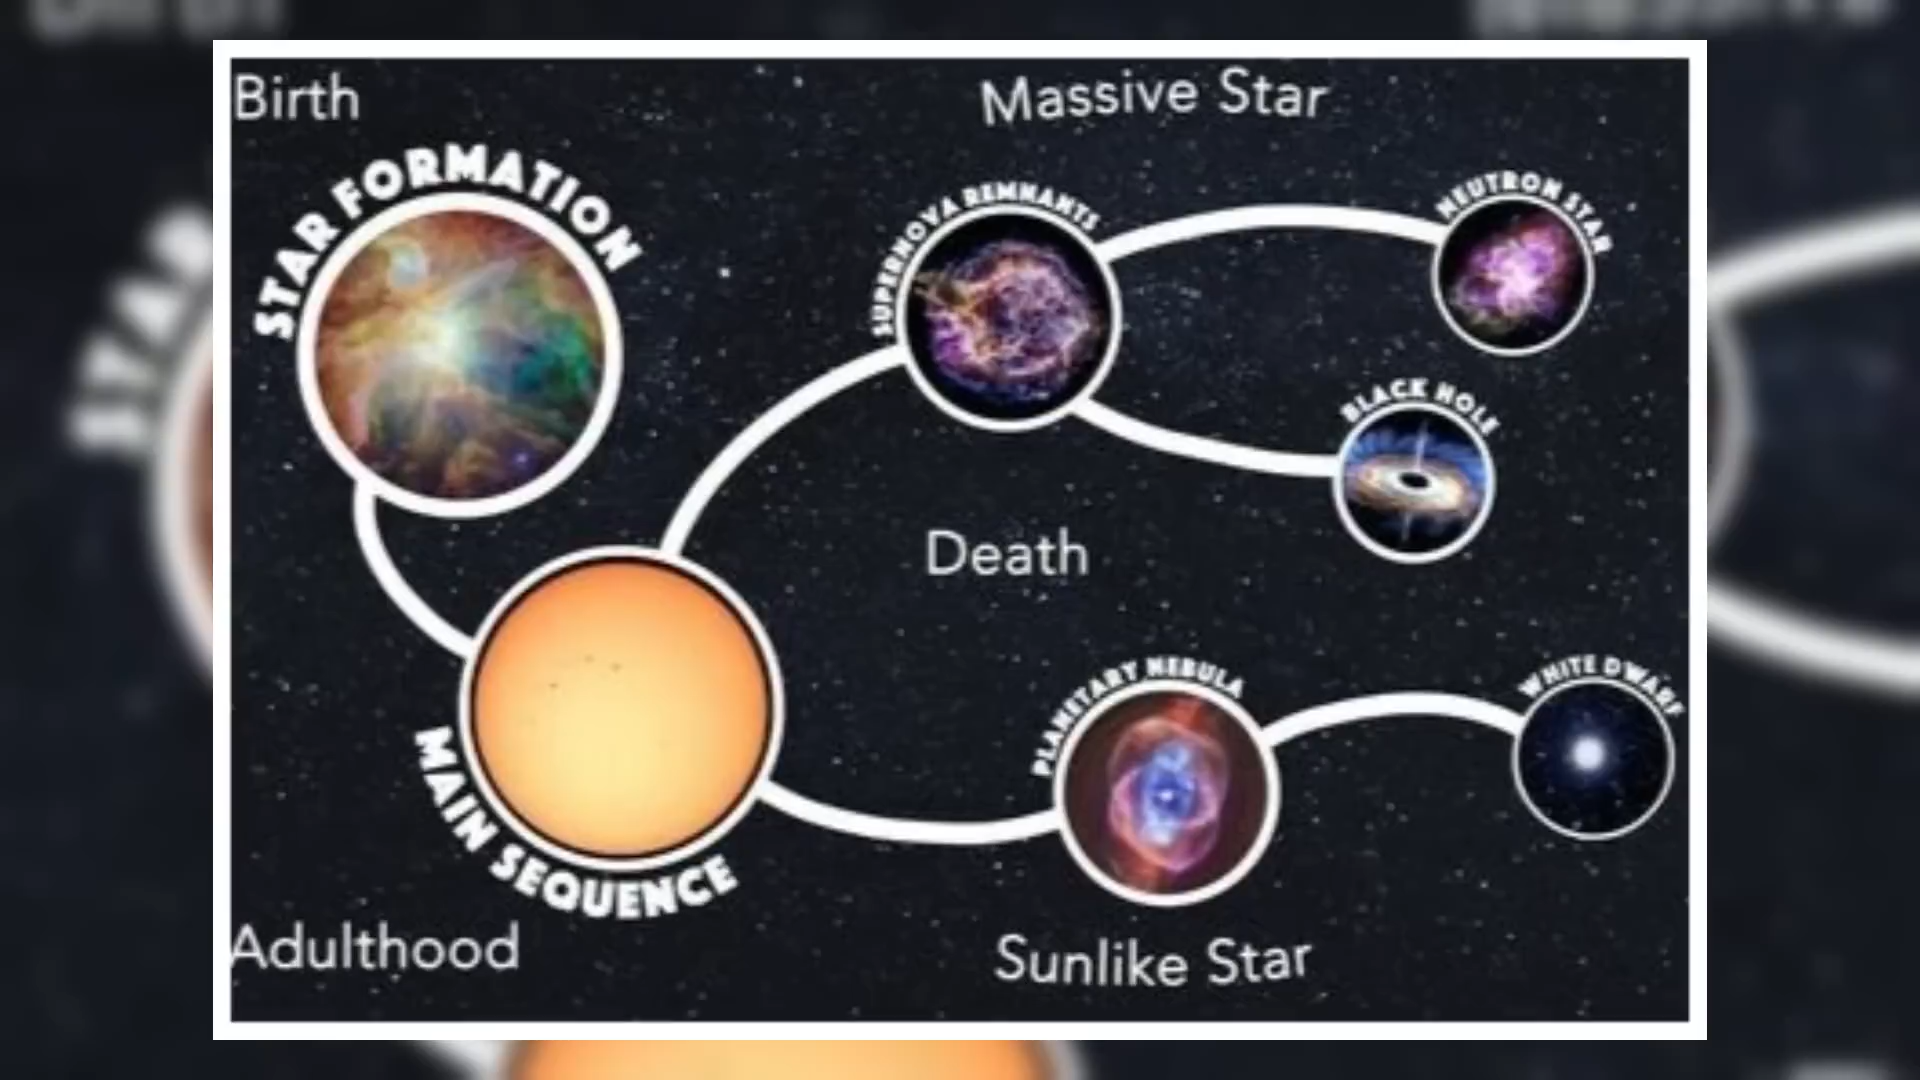 Birth
Massive Star
STAR FORMATION
SUPERNOVA REMNANTS
NEUTRON STAR
BLACK HOLE
Death
PLANETARY NEBULA
WHITE DWARF
MAIN SEQUENCE
Adulthood
Sunlike Star
STAR